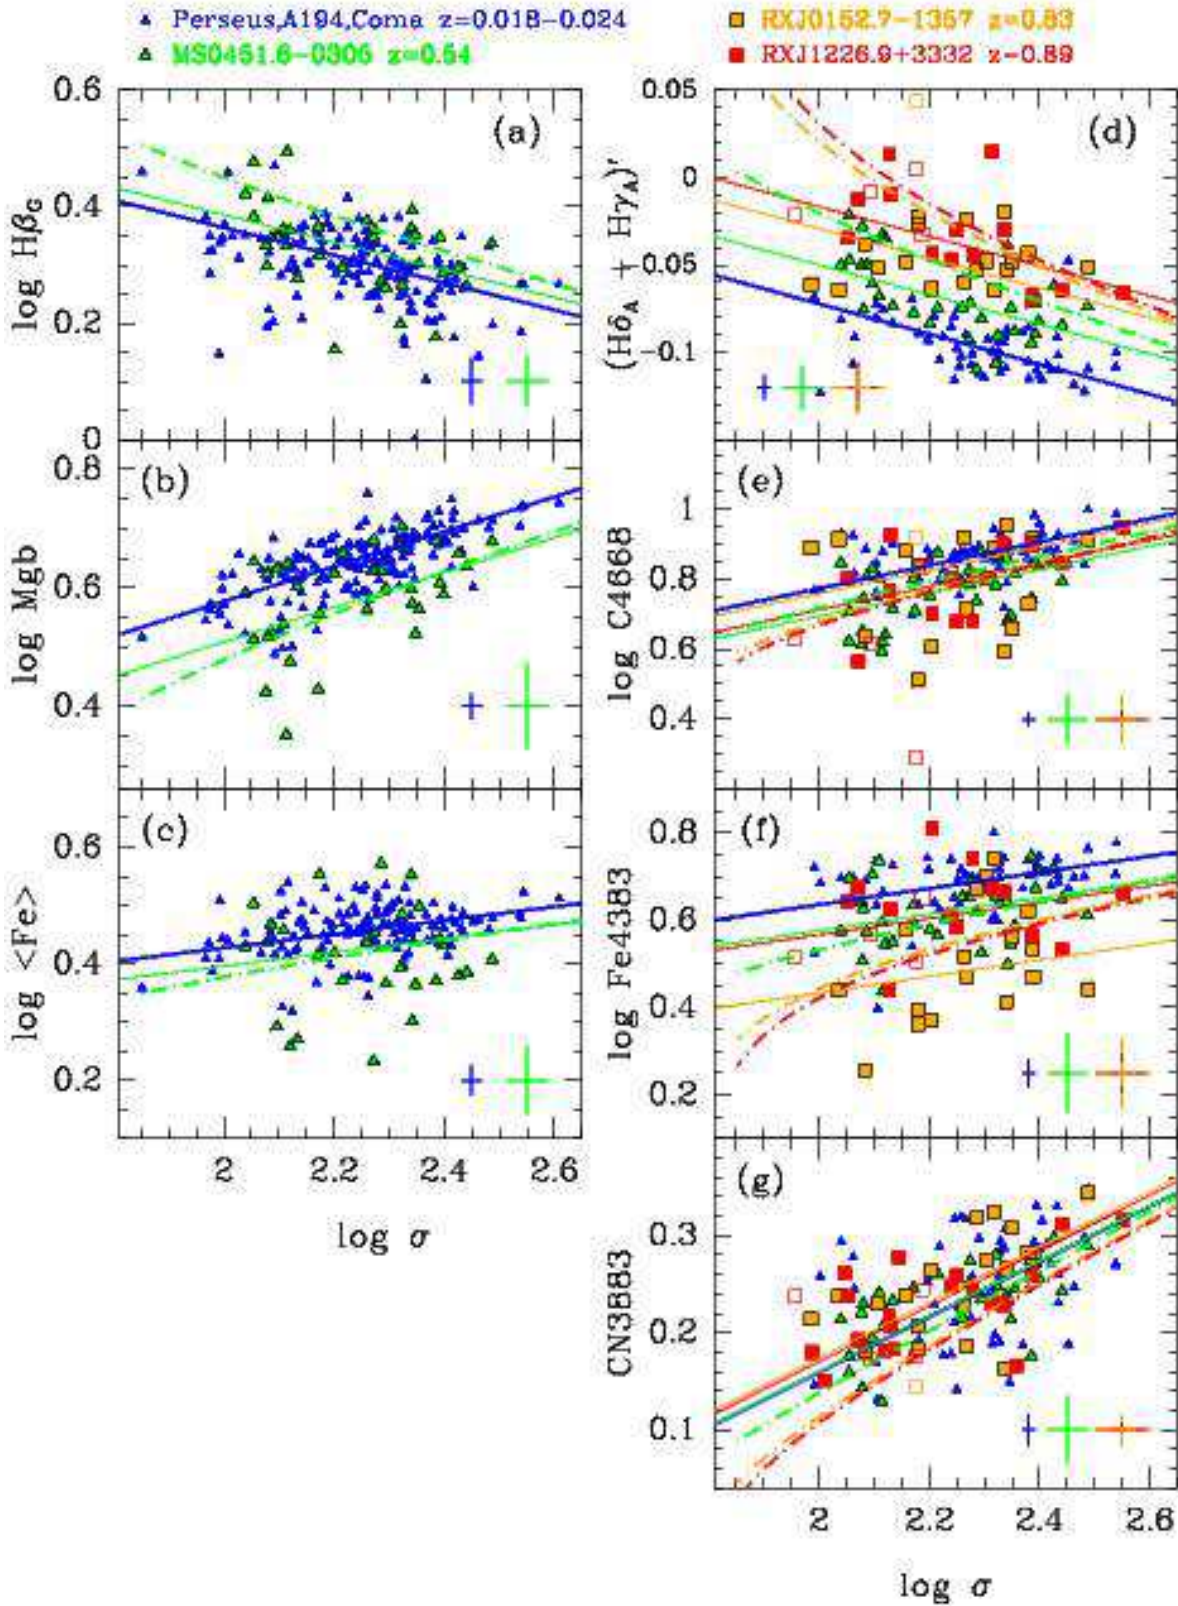 Perseus,A194,Coma z=0.018-0.024
RXJ0152.7-1357 z=0.83
MS0451.6-0305 z=0.54
RXJ1226.9+3332 z=0.89
0.6
0.4
0.2
0
log HβG
(a)
0.05
0
-0.05
-0.1
(HδA + HγA)'
(d)
0.8
0.6
0.4
log Mgb
(b)
1
0.8
0.6
0.4
log C4668
(e)
0.6
0.4
0.2
log <Fe>
(c)
2 2.2 2.4 2.6
log σ
0.8
0.6
0.4
0.2
log Fe4383
(f)
0.3
0.2
0.1
CN3883
(g)
2 2.2 2.4 2.6
log σ